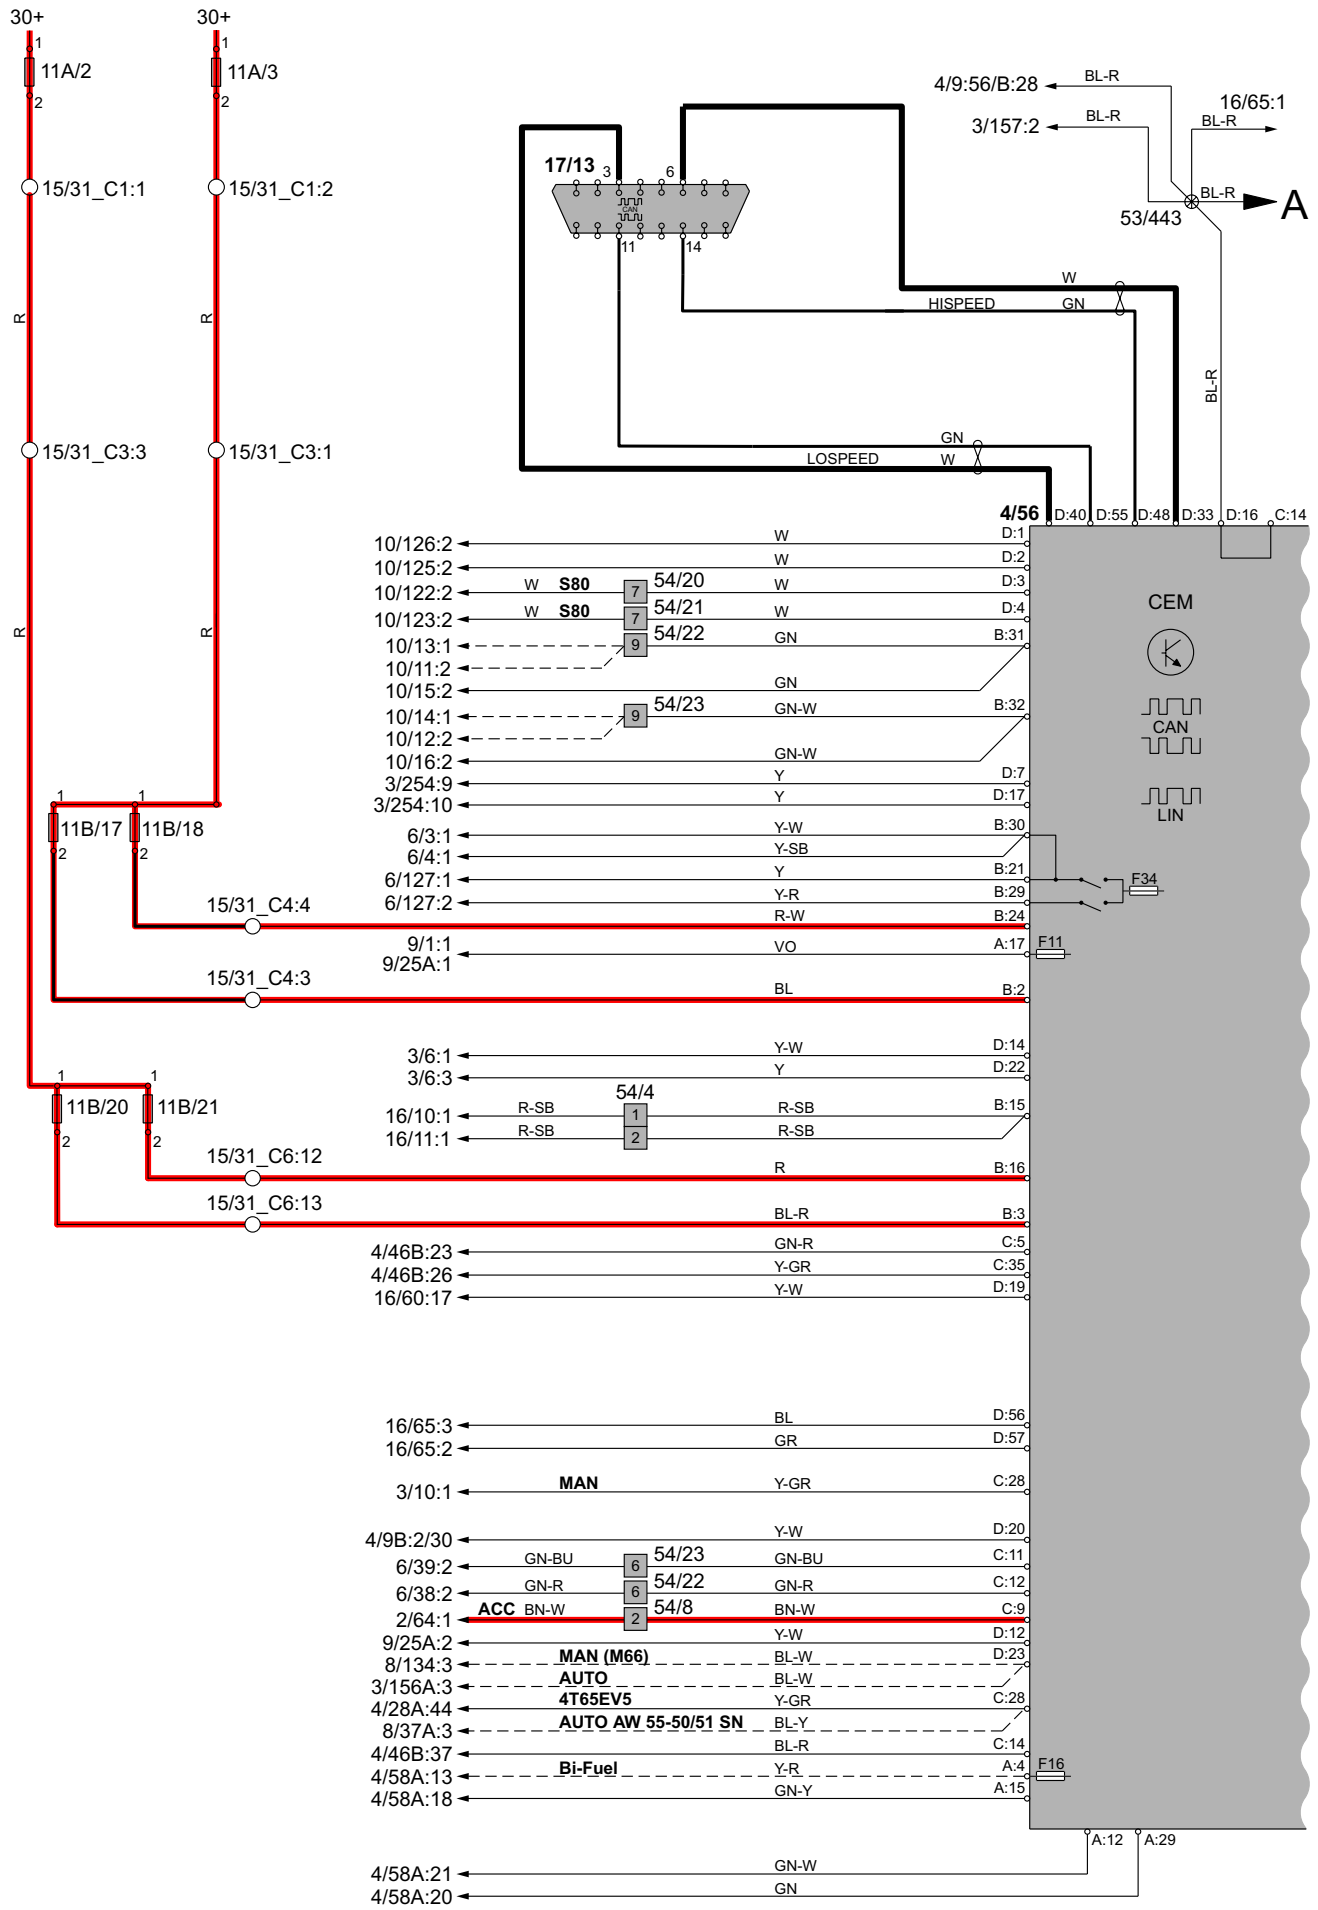 30+ 30+
1 1
11A/2 11A/3
2 2
4/9:56/B:28 BL-R
16/65:1
3/157:2 BL-R BL-R
17/13 3 6
15/31_C1:1 15/31_C1:2
CAN
BL-R A
53/443
11 14
W
HISPEED GN
R R
BL-R
GN
15/31_C3:3 15/31_C3:1
LOSPEED W
4/56 D:40 D:55 D:48 D:33 D:16 C:14
10/126:2 W D:1
10/125:2 W D:2
10/122:2 W S80 7 54/20 W D:3
CEM
10/123:2 W S80 7 54/21 W D:4
R R
10/13:1 9 54/22 GN B:31
10/11:2
10/15:2 GN
10/14:1 9 54/23 GN-W B:32
CAN
10/12:2
10/16:2 GN-W
3/254:9 Y D:7
3/254:10 Y D:17
LIN
1 1
11B/17 11B/18
2 2
6/3:1 Y-W B:30
6/4:1 Y-SB
6/127:1 Y B:21 F34
6/127:2 Y-R B:29
15/31_C4:4 R-W B:24
9/1:1 VO A:17 F11
9/25A:1
15/31_C4:3 BL B:2
3/6:1 Y-W D:14
3/6:3 Y D:22
1 1
11B/20 11B/21
2 2
54/4
16/10:1 R-SB 1 R-SB B:15
16/11:1 R-SB 2 R-SB
15/31_C6:12 R B:16
15/31_C6:13 BL-R B:3
4/46B:23 GN-R C:5
4/46B:26 Y-GR C:35
16/60:17 Y-W D:19
16/65:3 BL D:56
16/65:2 GR D:57
3/10:1 MAN Y-GR C:28
4/9B:2/30 Y-W D:20
6/39:2 GN-BU 6 54/23 GN-BU C:11
6/38:2 GN-R 6 54/22 GN-R C:12
2/64:1 ACC BN-W 2 54/8 BN-W C:9
9/25A:2 Y-W D:12
8/134:3 MAN (M66) BL-W D:23
3/156A:3 AUTO BL-W
4/28A:44 4T65EV5 Y-GR C:28
8/37A:3 AUTO AW 55-50/51 SN BL-Y
4/46B:37 BL-R C:14
4/58A:13 Bi-Fuel Y-R A:4 F16
4/58A:18 GN-Y A:15
A:12 A:29
4/58A:21 GN-W
4/58A:20 GN